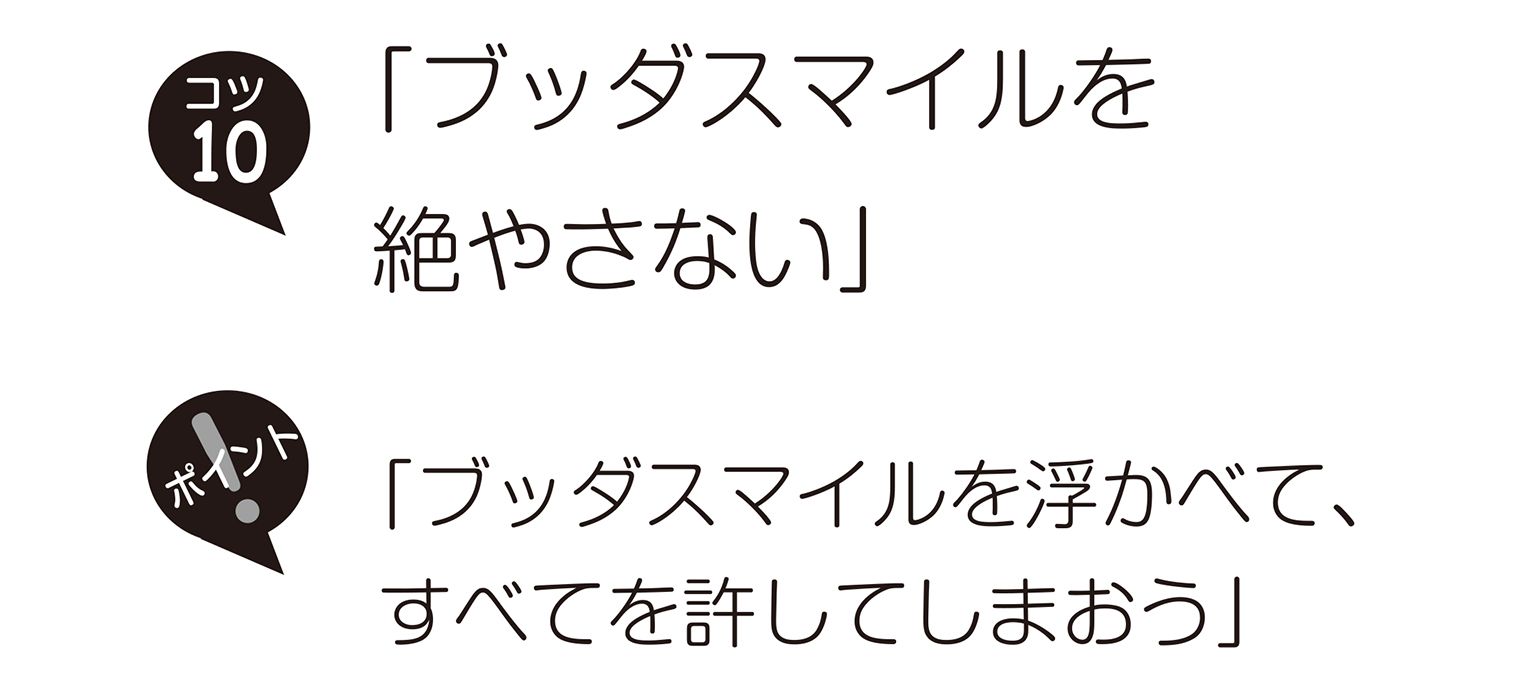 コツ
10
「ブッダスマイルを
絶やさない」
ポイント
「ブッダスマイルを浮かべて、
すべてを許してしまおう」